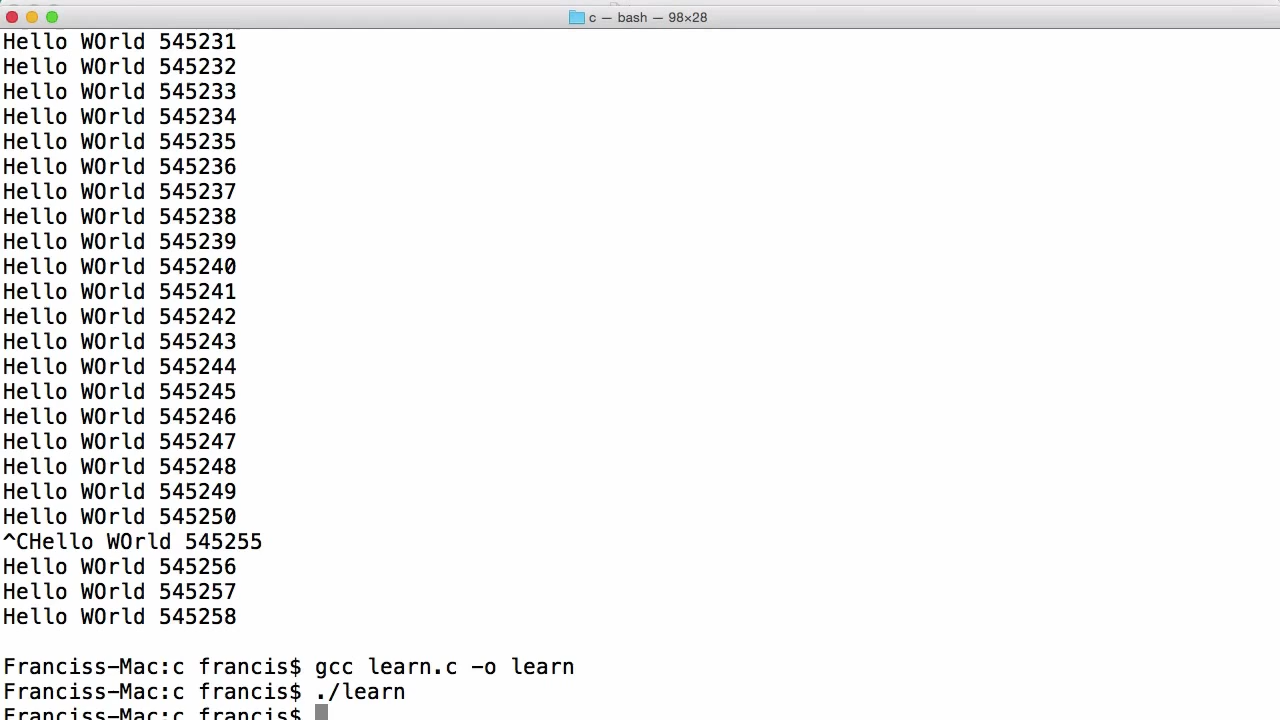 c — bash — 98×28
Hello WOrld 545231
Hello WOrld 545232
Hello WOrld 545233
Hello WOrld 545234
Hello WOrld 545235
Hello WOrld 545236
Hello WOrld 545237
Hello WOrld 545238
Hello WOrld 545239
Hello WOrld 545240
Hello WOrld 545241
Hello WOrld 545242
Hello WOrld 545243
Hello WOrld 545244
Hello WOrld 545245
Hello WOrld 545246
Hello WOrld 545247
Hello WOrld 545248
Hello WOrld 545249
Hello WOrld 545250
^CHello WOrld 545255
Hello WOrld 545256
Hello WOrld 545257
Hello WOrld 545258
Franciss-Mac:c francis$ gcc learn.c -o learn
Franciss-Mac:c francis$ ./learn
Franciss-Mac:c francis$